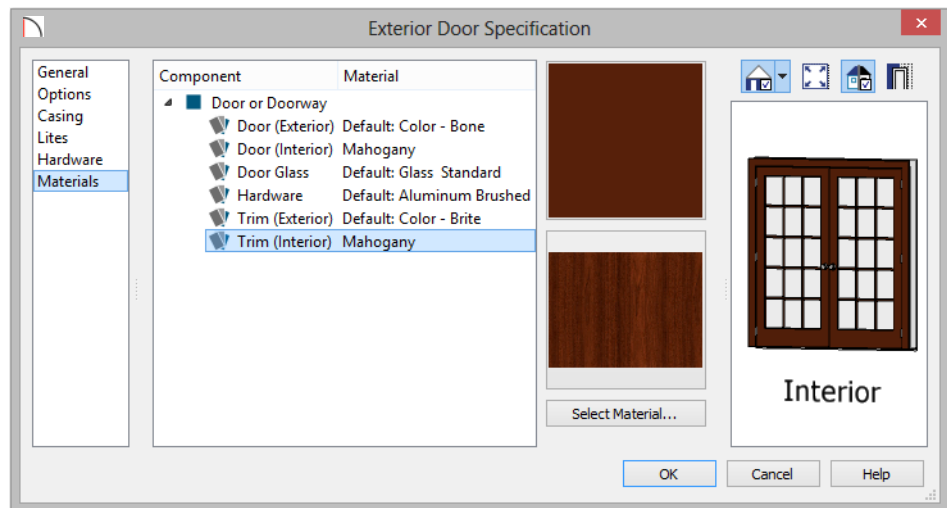 Exterior Door Specification
General
Options
Casing
Lites
Hardware
Materials
Component Material
Door or Doorway
Door (Exterior) Default: Color - Bone
Door (Interior) Mahogany
Door Glass Default: Glass Standard
Hardware Default: Aluminum Brushed
Trim (Exterior) Default: Color - Brite
Trim (Interior) Mahogany
Select Material...
Interior
OK Cancel Help